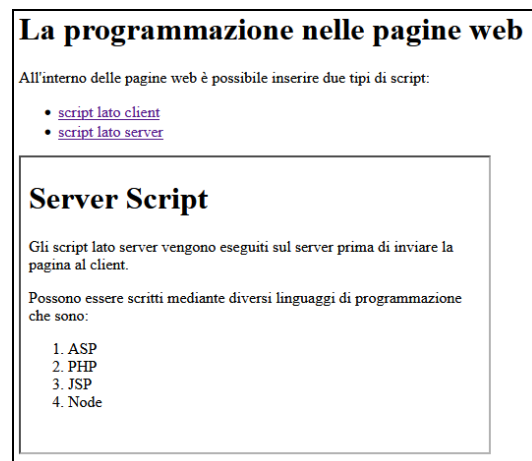 La programmazione nelle pagine web
All'interno delle pagine web è possibile inserire due tipi di script:
• script lato client
• script lato server
Server Script
Gli script lato server vengono eseguiti sul server prima di inviare la
pagina al client.
Possono essere scritti mediante diversi linguaggi di programmazione
che sono:
1. ASP
2. PHP
3. JSP
4. Node